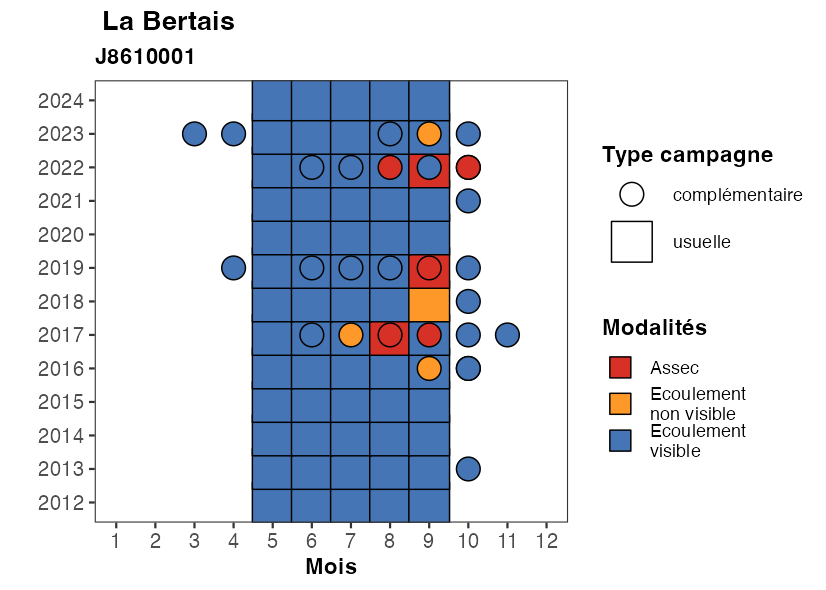 La Bertais
J8610001
2024
2023
2022
2021
2020
2019
2018
2017
2016
2015
2014
2013
2012
1 2 3 4 5 6 7 8 9 10 11 12
Mois
Type campagne
complémentaire
usuelle
Modalités
Assec
Ecoulement
non visible
Ecoulement
visible